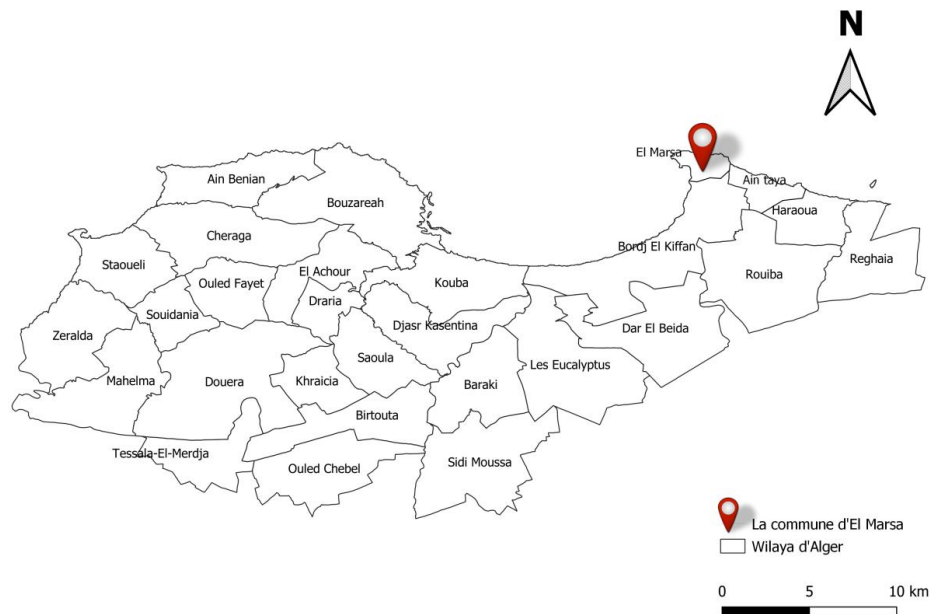 N
El Marsa
Ain Benian
Ain taya
Bouzareah
Haraoua
Cheraga
Bordj El Kiffan
Staoueli
El Achour
Reghaia
Ouled Fayet
Kouba
Rouiba
Draria
Souidania
Djasr Kasentina
Dar El Beida
Zeralda
Saoula
Les Eucalyptus
Mahelma
Douera
Khraicia
Baraki
Birtouta
Tessala-El-Merdja
Ouled Chebel
Sidi Moussa
La commune d'El Marsa
Wilaya d'Alger
0 5 10 km